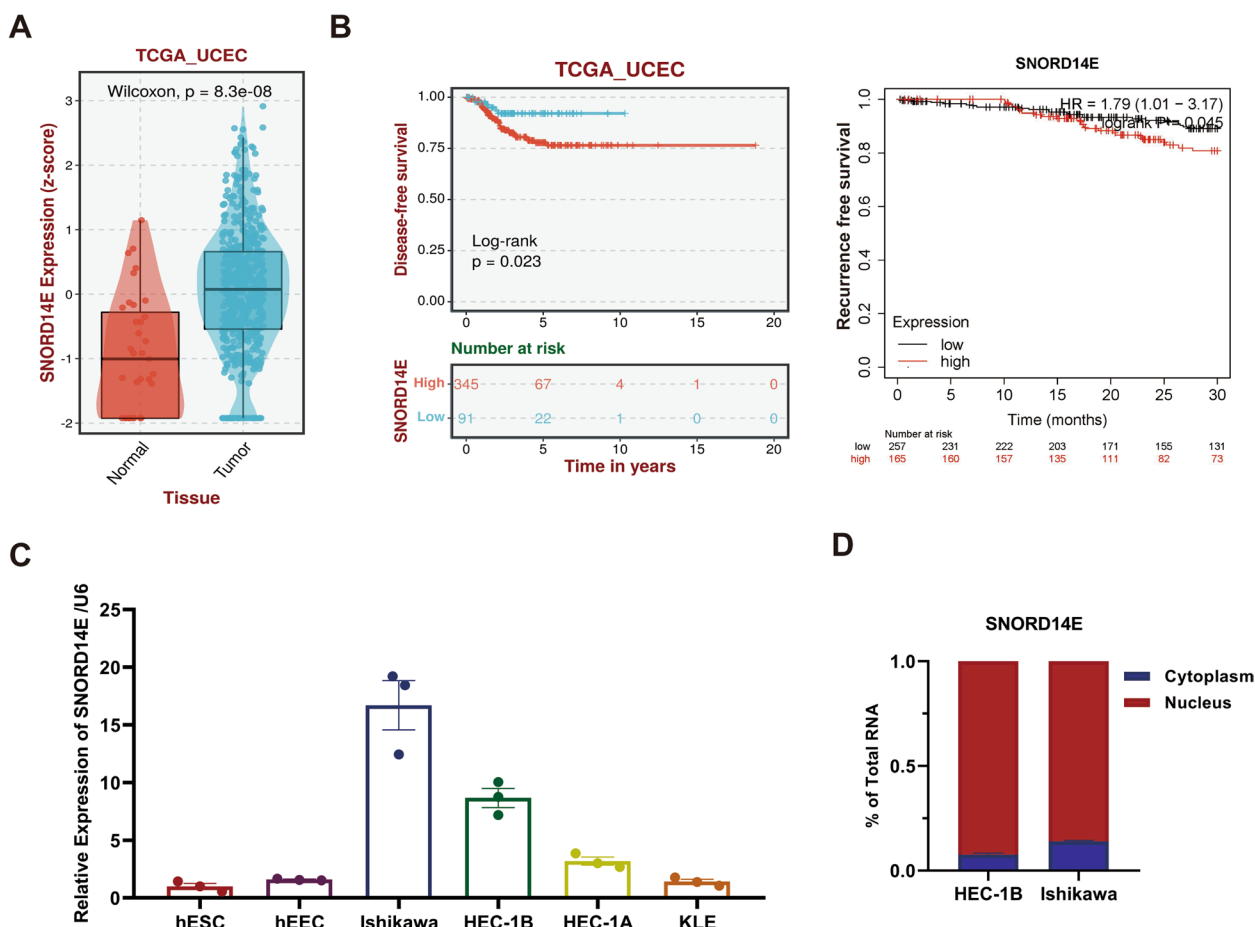 A
TCGA_UCEC
Wilcoxon, p = 8.3e-08
SNORD14E Expression (z-score)
3
2
1
0
-1
-2
Normal
Tumor
Tissue
B
TCGA_UCEC
Disease-free survival
1.00
0.75
0.50
0.25
0.00
Log-rank
p = 0.023
0 5 10 15 20
Number at risk
SNORD14E
High 345 67 4 1 0
Low 91 22 1 0 0
Time in years
SNORD14E
HR = 1.79 (1.01 − 3.17)
logrank P = 0.045
Recurrence free survival
1.0
0.8
0.6
0.4
0.2
0.0
Expression
low
high
0 5 10 15 20 25 30
Time (months)
Number at risk
low 257 231 222 203 171 155 131
high 165 160 157 135 111 82 73
C
Relative Expression of SNORD14E /U6
25
20
15
10
5
0
hESC hEEC Ishikawa HEC-1B HEC-1A KLE
D
SNORD14E
% of Total RNA
1.0
0.5
0.0
HEC-1B Ishikawa
Cytoplasm
Nucleus